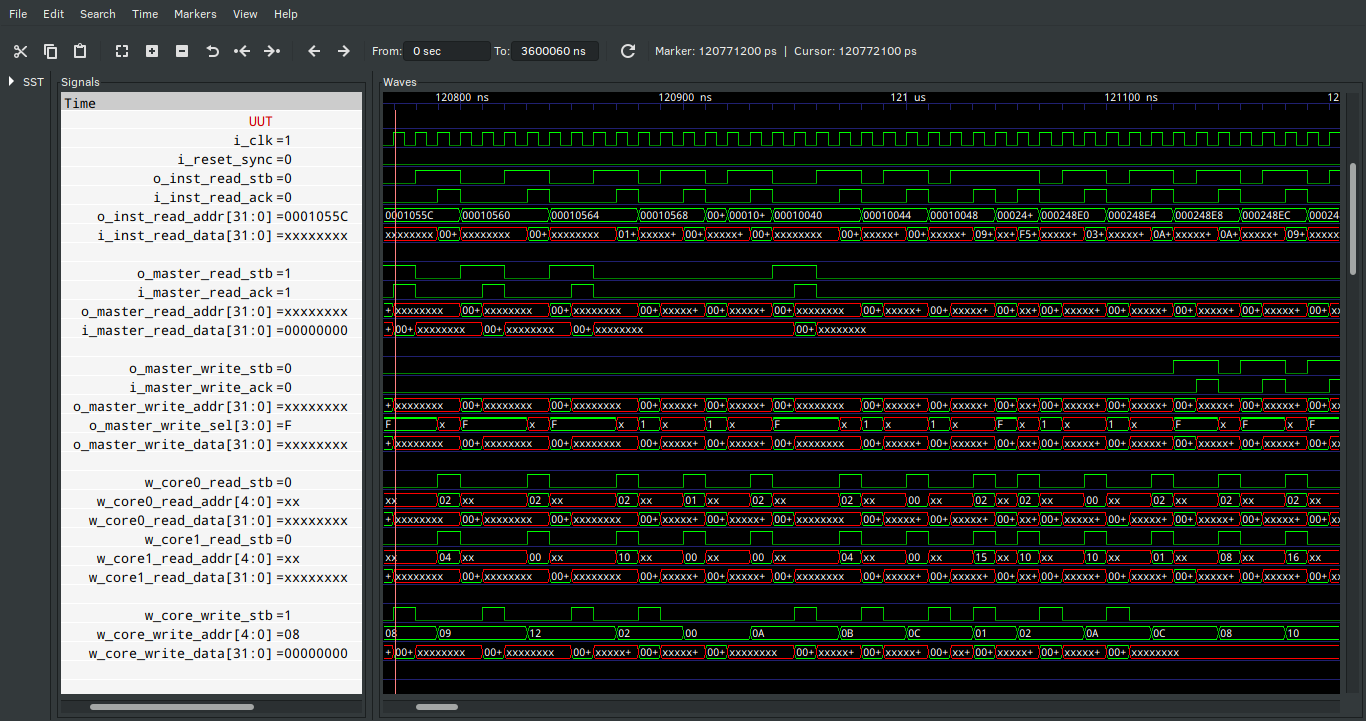 File Edit Search Time Markers View Help
From: 0 sec To: 3600060 ns Marker: 120771200 ps | Cursor: 120772100 ps
SST Signals Waves
Time 120800 ns 120900 ns 121 us 121100 ns 12
UUT
i_clk =1
i_reset_sync =0
o_inst_read_stb =0
i_inst_read_ack =0
o_inst_read_addr[31:0] =0001055C 0001055C 00010560 00010564 00010568 00+ 00010+ 00010040 00010044 00010048 00024+ 000248E0 000248E4 000248E8 000248EC 00024
i_inst_read_data[31:0] =xxxxxxxx xxxxxxxx 00+ xxxxxxxx 00+ xxxxxxxx 01+ xxxxx+ 00+ xxxxx+ 00+ xxxxxxxx 00+ xxxxx+ 00+ xxxxx+ 09+ xx+ F5+ xxxxx+ 03+ xxxxx+ 0A+ xxxxx+ 0A+ xxxxx+ 09+ xxxxx
o_master_read_stb =1
i_master_read_ack =1
o_master_read_addr[31:0] =xxxxxxxx + xxxxxxxx 00+ xxxxxxxx 00+ xxxxxxxx 00+ xxxxx+ 00+ xxxxx+ 00+ xxxxxxxx 00+ xxxxx+ 00+ xxxxx+ 00+ xx+ 00+ xxxxx+ 00+ xxxxx+ 00+ xxxxx+ 00+ xxxxx+ 00+ xx
i_master_read_data[31:0] =00000000 + 00+ xxxxxxxx 00+ xxxxxxxx 00+ xxxxxxxx 00+ xxxxxxxx
o_master_write_stb =0
i_master_write_ack =0
o_master_write_addr[31:0] =xxxxxxxx + xxxxxxxx 00+ xxxxxxxx 00+ xxxxxxxx 00+ xxxxx+ 00+ xxxxx+ 00+ xxxxxxxx 00+ xxxxx+ 00+ xxxxx+ 00+ xx+ 00+ xxxxx+ 00+ xxxxx+ 00+ xxxxx+ 00+ xxxxx+ 00+ xx
o_master_write_sel[3:0] =F F x F x F x 1 x 1 x F x 1 x 1 x F x 1 x 1 x F x F x F
o_master_write_data[31:0] =xxxxxxxx + xxxxxxxx 00+ xxxxxxxx 00+ xxxxxxxx 00+ xxxxx+ 00+ xxxxx+ 00+ xxxxxxxx 00+ xxxxx+ 00+ xxxxx+ 00+ xx+ 00+ xxxxx+ 00+ xxxxx+ 00+ xxxxx+ 00+ xxxxx+ 00+ xx
w_core0_read_stb =0
w_core0_read_addr[4:0] =xx xx 02 xx 02 xx 02 xx 01 xx 02 xx 02 xx 00 xx 02 xx 02 xx 00 xx 02 xx 02 xx 02 xx
w_core0_read_data[31:0] =xxxxxxxx + xxxxxxxx 00+ xxxxxxxx 00+ xxxxxxxx 00+ xxxxx+ 00+ xxxxx+ 00+ xxxxxxxx 00+ xxxxx+ 00+ xxxxx+ 00+ xx+ 00+ xxxxx+ 00+ xxxxx+ 00+ xxxxx+ 00+ xxxxx+ 00+ xx
w_core1_read_stb =0
w_core1_read_addr[4:0] =xx xx 04 xx 00 xx 10 xx 00 xx 00 xx 04 xx 00 xx 15 xx 10 xx 10 xx 01 xx 08 xx 16 xx
w_core1_read_data[31:0] =xxxxxxxx + xxxxxxxx 00+ xxxxxxxx 00+ xxxxxxxx 00+ xxxxx+ 00+ xxxxx+ 00+ xxxxxxxx 00+ xxxxx+ 00+ xxxxx+ 00+ xx+ 00+ xxxxx+ 00+ xxxxx+ 00+ xxxxx+ 00+ xxxxx+ 00+ xx
w_core_write_stb =1
w_core_write_addr[4:0] =08 08 09 12 02 00 0A 0B 0C 01 02 0A 0C 08 10
w_core_write_data[31:0] =00000000 + 00+ xxxxxxxx 00+ xxxxxxxx 00+ xxxxx+ 00+ xxxxx+ 00+ xxxxxxxx 00+ xxxxx+ 00+ xxxxx+ 00+ xx+ 00+ xxxxx+ 00+ xxxxx+ 00+ xxxxxxxx